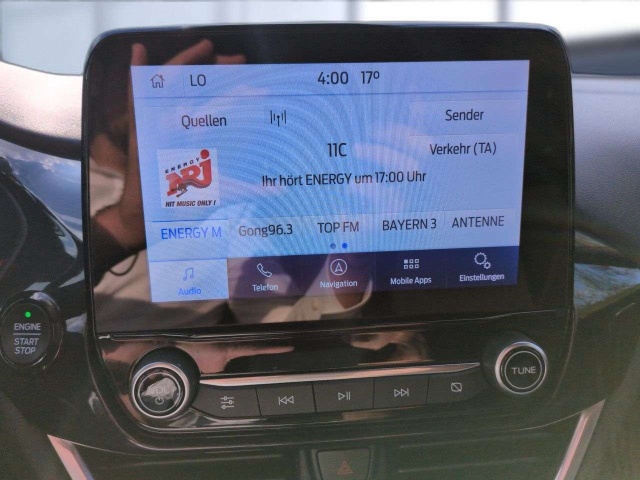 LO 4:00 17°
Quellen Sender
11C Verkehr (TA)
ENERGY
NRJ
HIT MUSIC ONLY!
Ihr hört ENERGY um 17:00 Uhr
ENERGY M Gong96.3 TOP FM BAYERN 3 ANTENNE
Audio Telefon Navigation Mobile Apps Einstellungen
ENGINE
START
STOP
VOL
TUNE